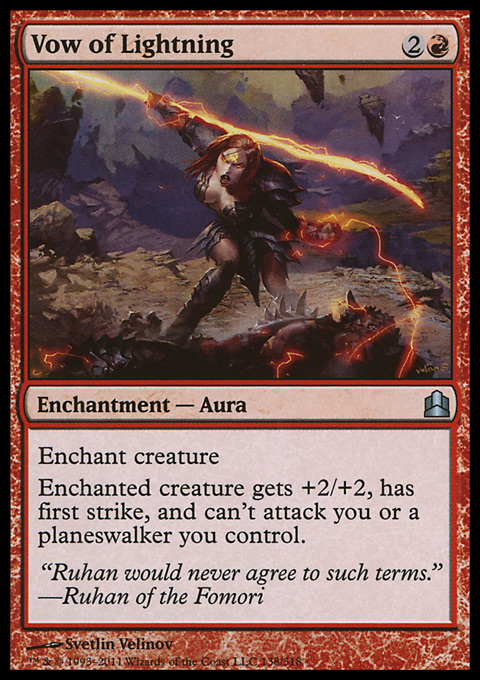 Vow of Lightning 2
Enchantment — Aura
Enchant creature
Enchanted creature gets +2/+2, has
first strike, and can't attack you or a
planeswalker you control.
“Ruhan would never agree to such terms.”
—Ruhan of the Fomori
Svetlin Velinov
™ & © 1993–2011 Wizards of the Coast LLC 138/318